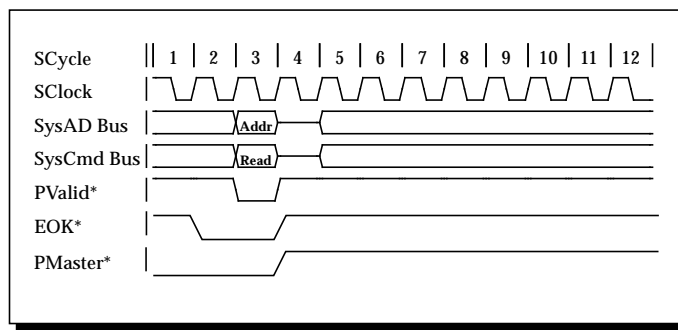 SCycle 1 2 3 4 5 6 7 8 9 10 11 12
SClock
SysAD Bus Addr
SysCmd Bus Read
PValid*
EOK*
PMaster*